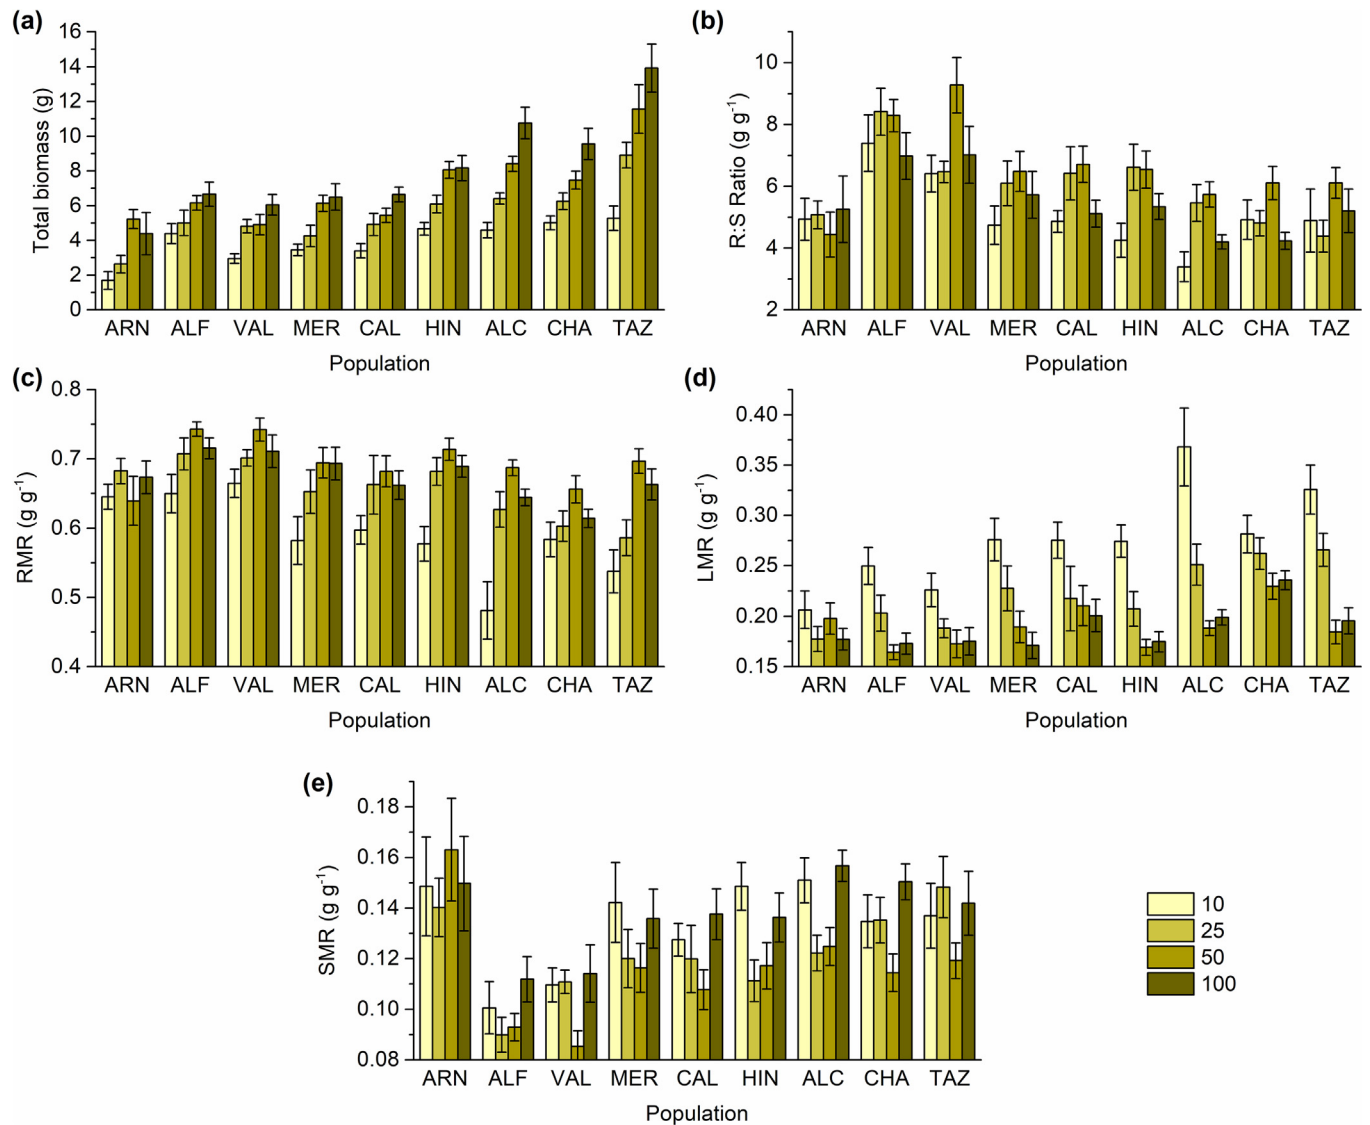 (a)
Total biomass (g)
16
14
12
10
8
6
4
2
0
ARN ALF VAL MER CAL HIN ALC CHA TAZ
Population
(b)
R:S Ratio (g g⁻¹)
10
8
6
4
2
ARN ALF VAL MER CAL HIN ALC CHA TAZ
Population
(c)
RMR (g g⁻¹)
0.8
0.7
0.6
0.5
0.4
ARN ALF VAL MER CAL HIN ALC CHA TAZ
Population
(d)
LMR (g g⁻¹)
0.40
0.35
0.30
0.25
0.20
0.15
ARN ALF VAL MER CAL HIN ALC CHA TAZ
Population
(e)
SMR (g g⁻¹)
0.18
0.16
0.14
0.12
0.10
0.08
ARN ALF VAL MER CAL HIN ALC CHA TAZ
Population
10
25
50
100